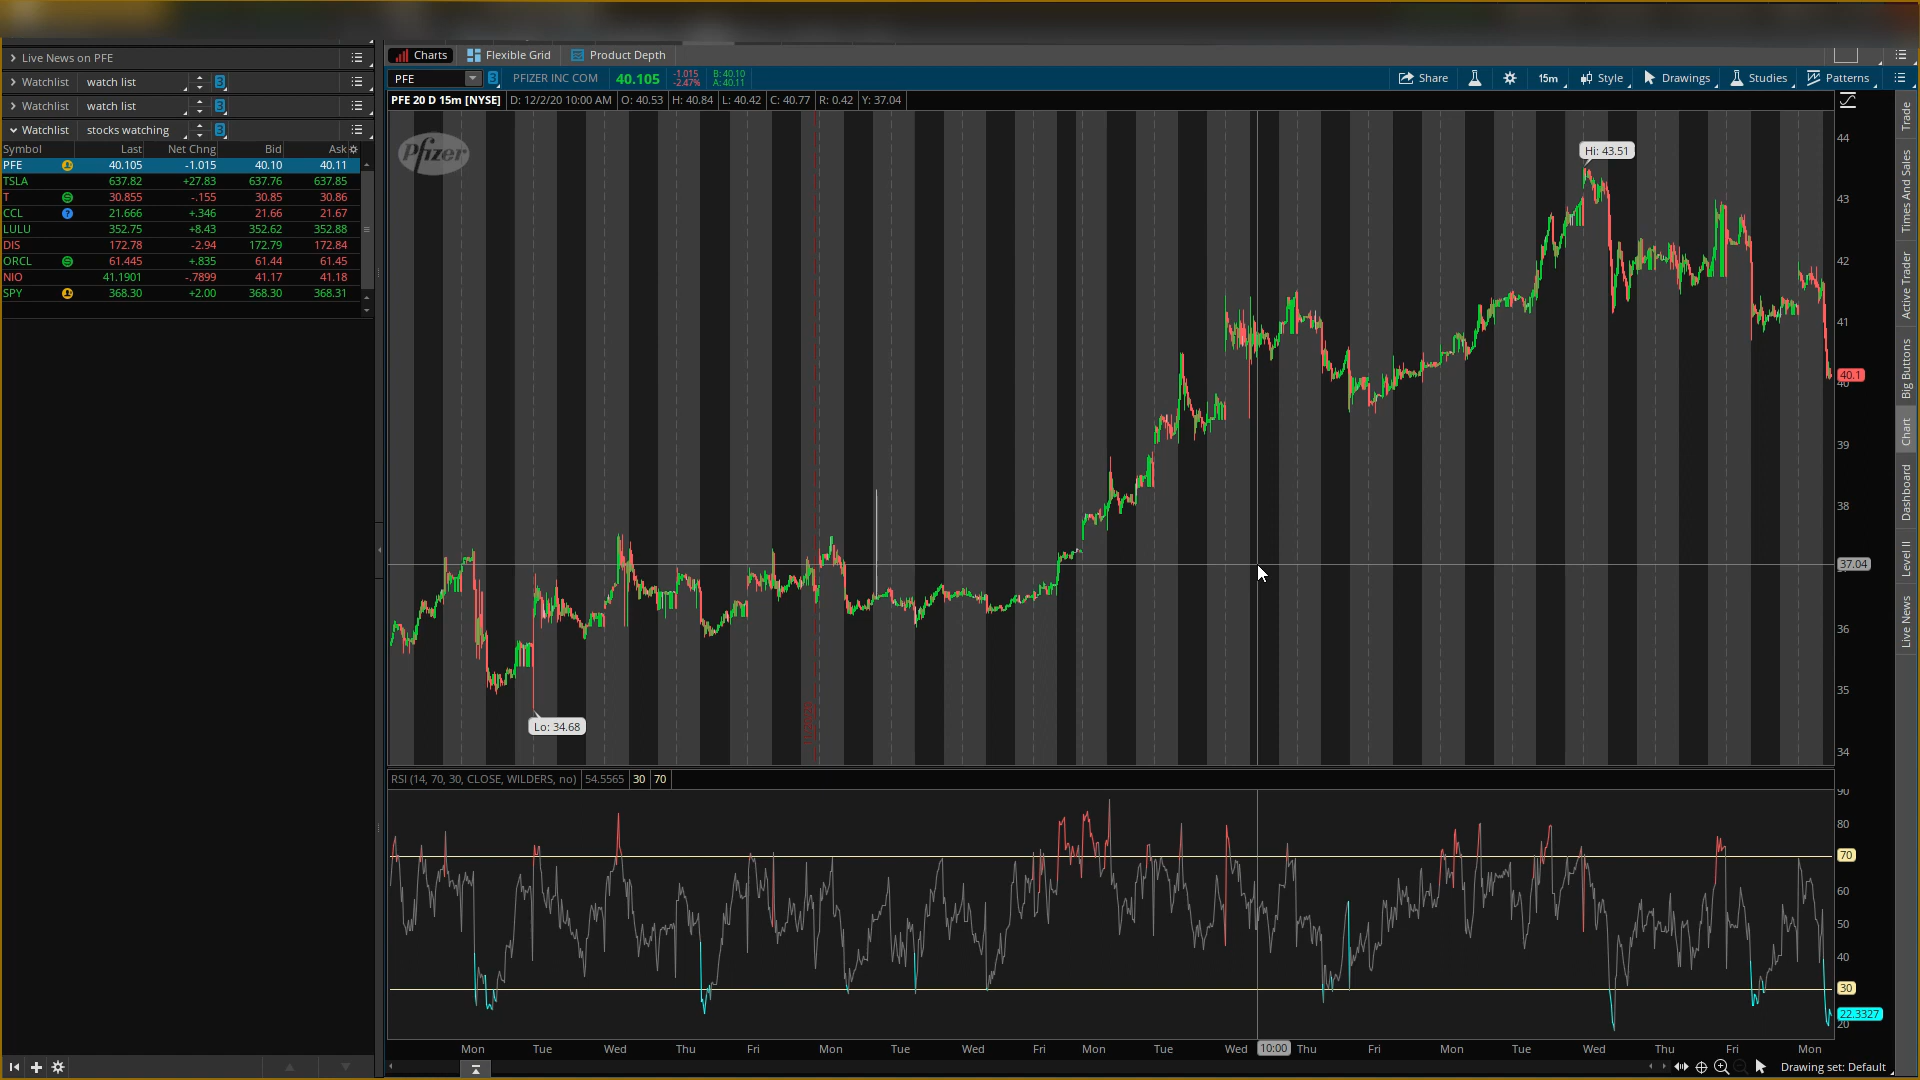 Live News on PFE
Watchlist watch list 3
Watchlist watch list 3
Watchlist stocks watching 3
Symbol Last Net Chng Bid Ask
PFE 40.105 -1.015 40.10 40.11
TSLA 637.82 +27.83 637.76 637.85
T 30.855 -.155 30.85 30.86
CCL ? 21.666 +.346 21.66 21.67
LULU 352.75 +8.43 352.62 352.88
DIS 172.78 -2.94 172.79 172.84
ORCL 61.445 +.835 61.44 61.45
NIO 41.1901 -.7899 41.17 41.18
SPY 368.30 +2.00 368.30 368.31
Charts Flexible Grid Product Depth
PFE 3 PFIZER INC COM 40.105 -1.015 B: 40.10
-2.47% A: 40.11
Share 15m Style Drawings Studies Patterns
PFE 20 D 15m [NYSE] D: 12/2/20 10:00 AM O: 40.53 H: 40.84 L: 40.42 C: 40.77 R: 0.42 Y: 37.04
Pfizer
Hi: 43.51
Lo: 34.68
44
43
42
41
40.1
40
39
38
37.04
36
35
34
RSI (14, 70, 30, CLOSE, WILDERS, no) 54.5565 30 70
90
80
70
60
50
40
30
22.3327
20
Mon Tue Wed Thu Fri Mon Tue Wed Fri Mon Tue Wed 10:00 Thu Fri Mon Tue Wed Thu Fri Mon
Drawing set: Default
Trade
Times And Sales
Active Trader
Big Buttons
Chart
Dashboard
Level II
Live News